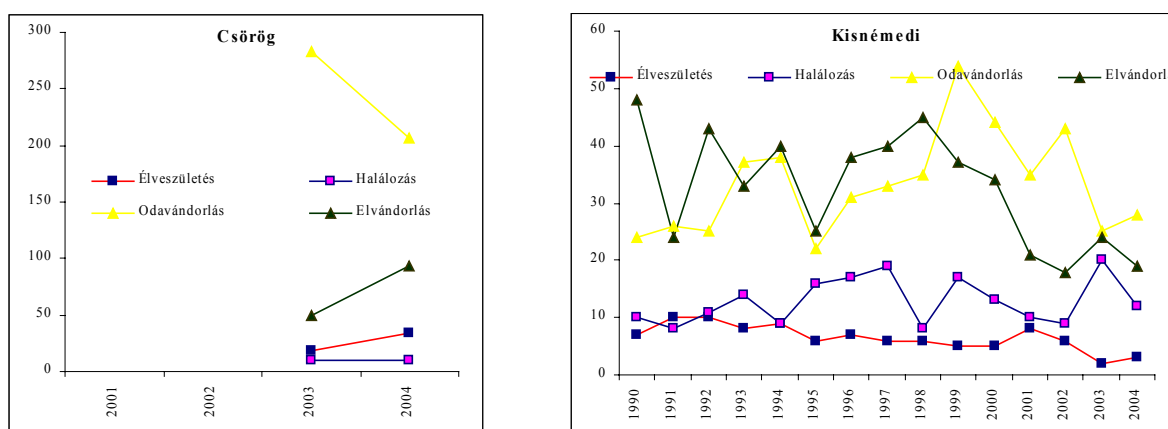 Csörög
300
250
200
150
100
50
0
Élveszületés Halálozás
Odavándorlás Elvándorlás
2001 2002 2003 2004
Kisnémedi
60
50
40
30
20
10
0
Élveszületés Halálozás Odavándorlás Elvándorl
1990 1991 1992 1993 1994 1995 1996 1997 1998 1999 2000 2001 2002 2003 2004